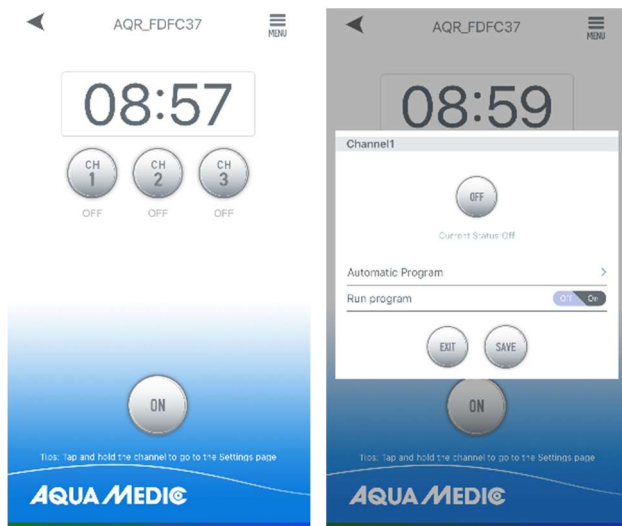 AQR_FDFC37
MENU
08:57
CH
1
CH
2
CH
3
OFF
OFF
OFF
ON
Tips: Tap and hold the channel to go to the Settings page
AQUA MEDIC
AQR_FDFC37
MENU
08:59
Channel1
OFF
Current Status:Off
Automatic Program
Run program
Off
On
EXIT
SAVE
ON
Tips: Tap and hold the channel to go to the Settings page
AQUA MEDIC